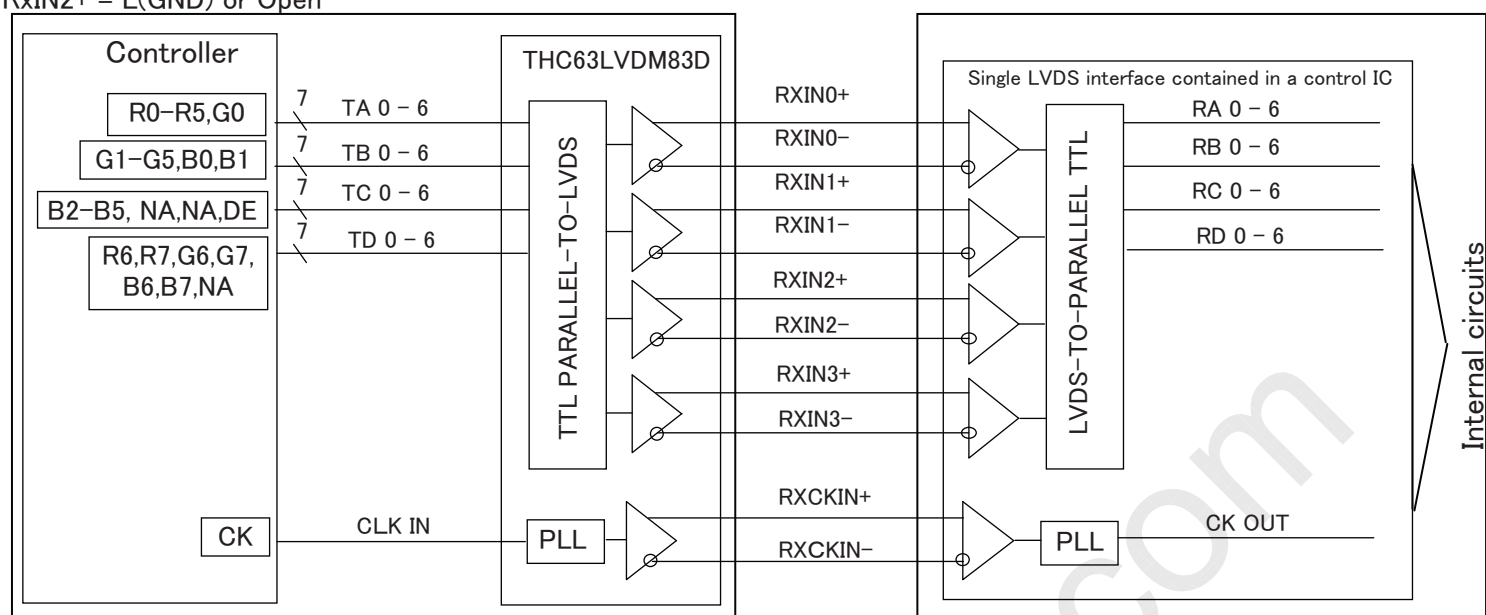 RxIN2+ = L(GND) or Open
Controller
THC63LVDM83D
Single LVDS interface contained in a control IC
R0-R5,G0
7
TA 0 - 6
RXIN0+
RXIN0-
RA 0 - 6
G1-G5,B0,B1
7
TB 0 - 6
RXIN1+
RXIN1-
RB 0 - 6
B2-B5, NA,NA,DE
7
TC 0 - 6
RXIN2+
RXIN2-
RC 0 - 6
R6,R7,G6,G7,
B6,B7,NA
7
TD 0 - 6
RXIN3+
RXIN3-
RD 0 - 6
TTL PARALLEL-TO-LVDS
LVDS-TO-PARALLEL TTL
Internal circuits
CK
CLK IN
PLL
RXCKIN+
RXCKIN-
PLL
CK OUT
com